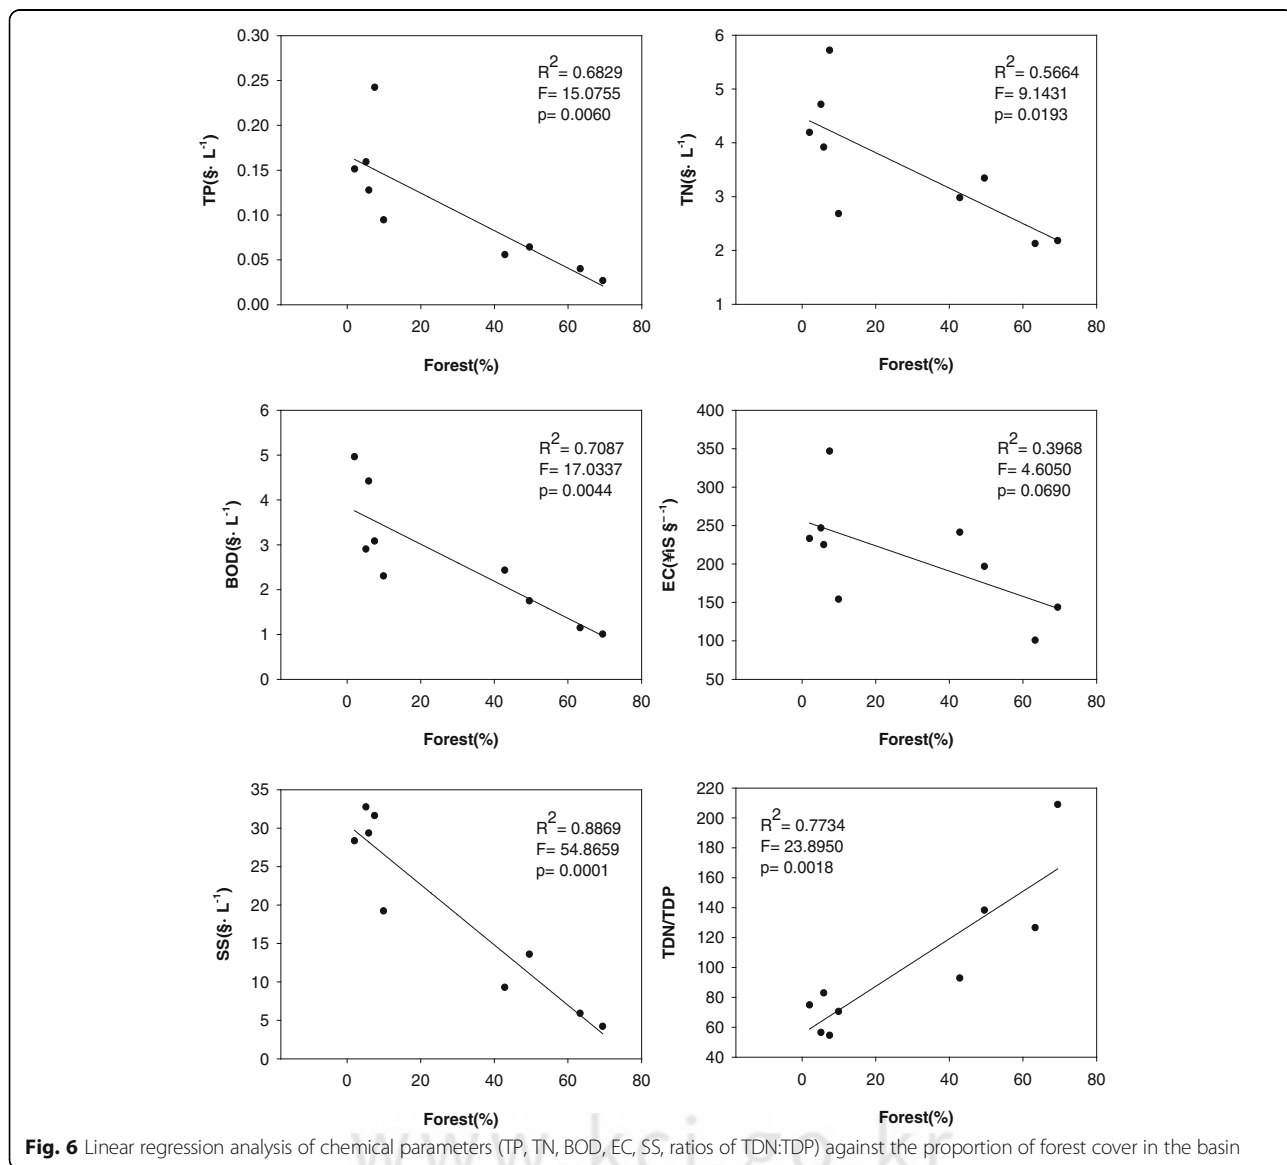 0.30
0.25
0.20
0.15
0.10
0.05
0.00
TP(§· L-1)
R2= 0.6829
F= 15.0755
p= 0.0060
0 20 40 60 80
Forest(%)
6
5
4
3
2
1
TN(§· L-1)
R2= 0.5664
F= 9.1431
p= 0.0193
0 20 40 60 80
Forest(%)
6
5
4
3
2
1
0
BOD(§· L-1)
R2= 0.7087
F= 17.0337
p= 0.0044
0 20 40 60 80
Forest(%)
400
350
300
250
200
150
100
50
EC(¥ìS §­-1)
R2= 0.3968
F= 4.6050
p= 0.0690
0 20 40 60 80
Forest(%)
35
30
25
20
15
10
5
0
SS(§· L-1)
R2= 0.8869
F= 54.8659
p= 0.0001
0 20 40 60 80
Forest(%)
220
200
180
160
140
120
100
80
60
40
TDN/TDP
R2= 0.7734
F= 23.8950
p= 0.0018
0 20 40 60 80
Forest(%)
www.kci.go.kr
Fig. 6 Linear regression analysis of chemical parameters (TP, TN, BOD, EC, SS, ratios of TDN:TDP) against the proportion of forest cover in the basin